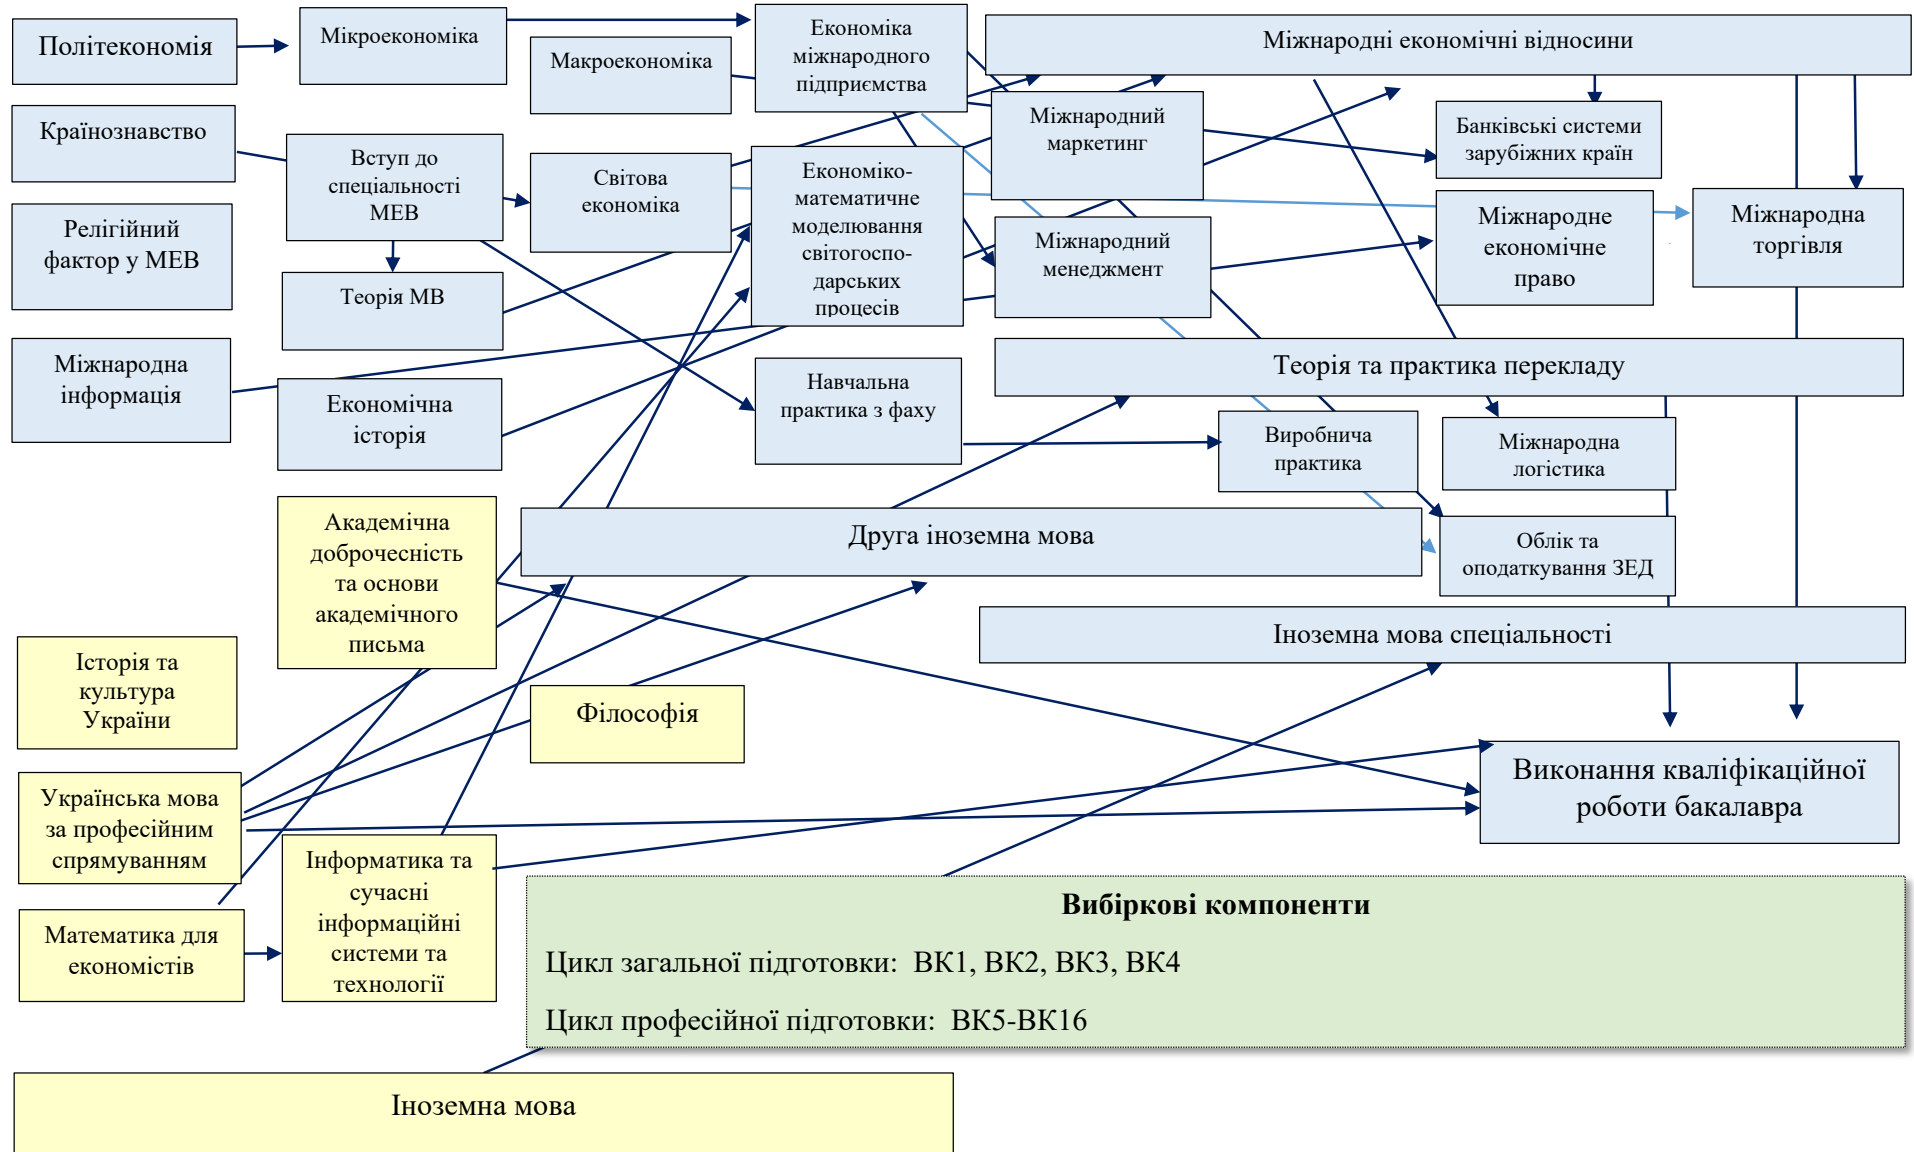 Політекономія
Мікроекономіка
Макроекономіка
Економіка
міжнародного
підприємства
Міжнародні економічні відносини
Країнознавство
Вступ до
спеціальності
МЕВ
Світова
економіка
Економіко-
математичне
моделювання
світогоспо-
дарських
процесів
Міжнародний
маркетинг
Банківські системи
зарубіжних країн
Релігійний
фактор у МЕВ
Теорія МВ
Міжнародний
менеджмент
Міжнародне
економічне
право
Міжнародна
торгівля
Міжнародна
інформація
Економічна
історія
Навчальна
практика з фаху
Теорія та практика перекладу
Виробнича
практика
Міжнародна
логістика
Академічна
доброчесність
та основи
академічного
письма
Друга іноземна мова
Облік та
оподаткування ЗЕД
Історія та
культура
України
Філософія
Іноземна мова спеціальності
Українська мова
за професійним
спрямуванням
Виконання кваліфікаційної
роботи бакалавра
Математика для
економістів
Інформатика та
сучасні
інформаційні
системи та
технології
Вибіркові компоненти
Цикл загальної підготовки: ВК1, ВК2, ВК3, ВК4
Цикл професійної підготовки: ВК5-ВК16
Іноземна мова